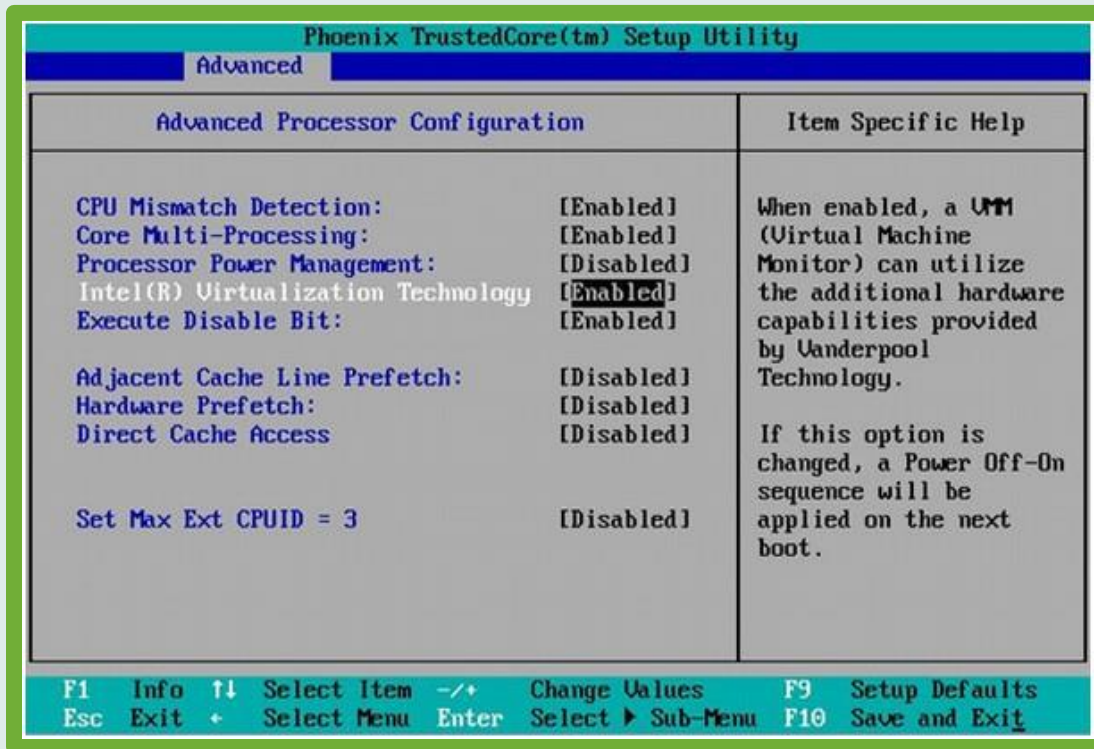 Phoenix TrustedCore(tm) Setup Utility
Advanced
Advanced Processor Configuration
Item Specific Help
CPU Mismatch Detection: [Enabled]
Core Multi-Processing: [Enabled]
Processor Power Management: [Disabled]
Intel(R) Virtualization Technology [Enabled]
Execute Disable Bit: [Enabled]
Adjacent Cache Line Prefetch: [Disabled]
Hardware Prefetch: [Disabled]
Direct Cache Access [Disabled]
Set Max Ext CPUID = 3 [Disabled]
When enabled, a VMM
(Virtual Machine
Monitor) can utilize
the additional hardware
capabilities provided
by Vanderpool
Technology.
If this option is
changed, a Power Off-On
sequence will be
applied on the next
boot.
F1 Info ↑↓ Select Item -/+ Change Values F9 Setup Defaults
Esc Exit ← Select Menu Enter Select ▶ Sub-Menu F10 Save and Exit